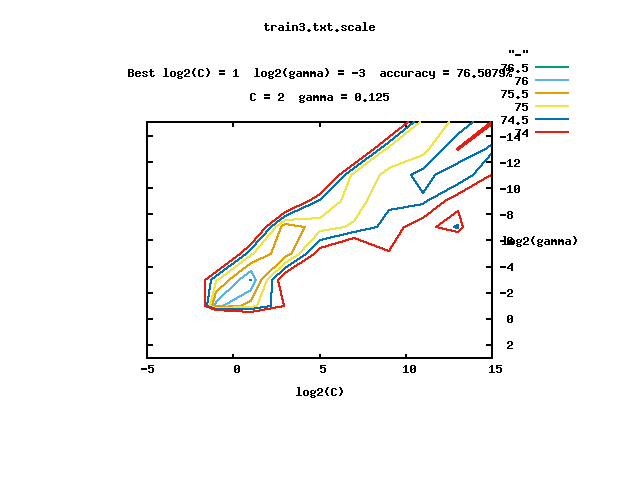 train3.txt.scale
"-"
Best log2(C) = 1  log2(gamma) = -3  accuracy = 76.5079%
76.5
76
C = 2  gamma = 0.125
75.5
75
74.5
74
-14
-12
-10
-8
-6
log2(gamma)
-4
-2
0
2
-5 0 5 10 15
log2(C)